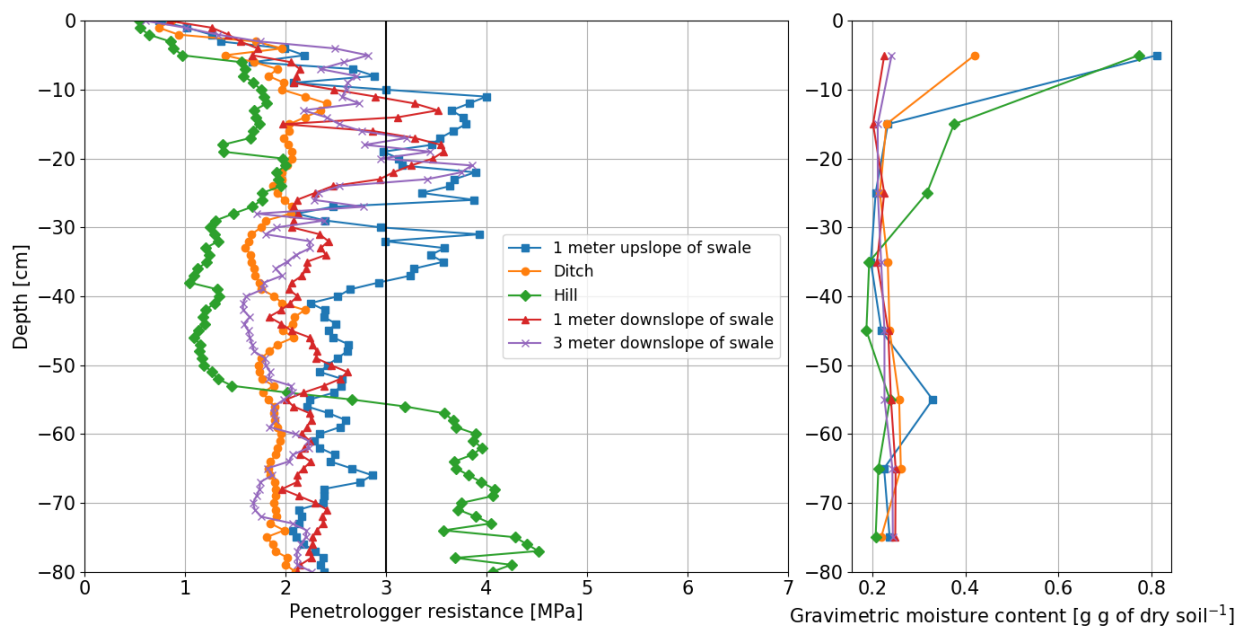 0
−10
−20
−30
−40
−50
−60
−70
−80
Depth [cm]
0 1 2 3 4 5 6 7
Penetrologger resistance [MPa]
1 meter upslope of swale
Ditch
Hill
1 meter downslope of swale
3 meter downslope of swale
0
−10
−20
−30
−40
−50
−60
−70
−80
0.2 0.4 0.6 0.8
Gravimetric moisture content [g g of dry soil⁻¹]